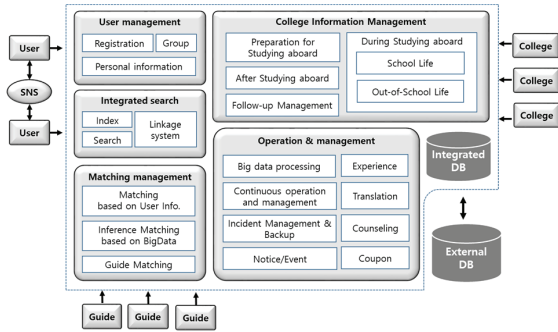 User management
Registration
Group
Personal information
College Information Management
Preparation for
Studying aboard
After Studying aboard
Follow-up Management
During Studying aboard
School Life
Out-of-School Life
User
SNS
User
College
College
College
Integrated search
Index
Search
Linkage
system
Operation & management
Big data processing
Experience
Continuous operation
and management
Translation
Incident Management &
Backup
Counseling
Notice/Event
Coupon
Matching management
Matching
based on User Info.
Inference Matching
based on BigData
Guide Matching
Integrated
DB
External
DB
Guide
Guide
Guide